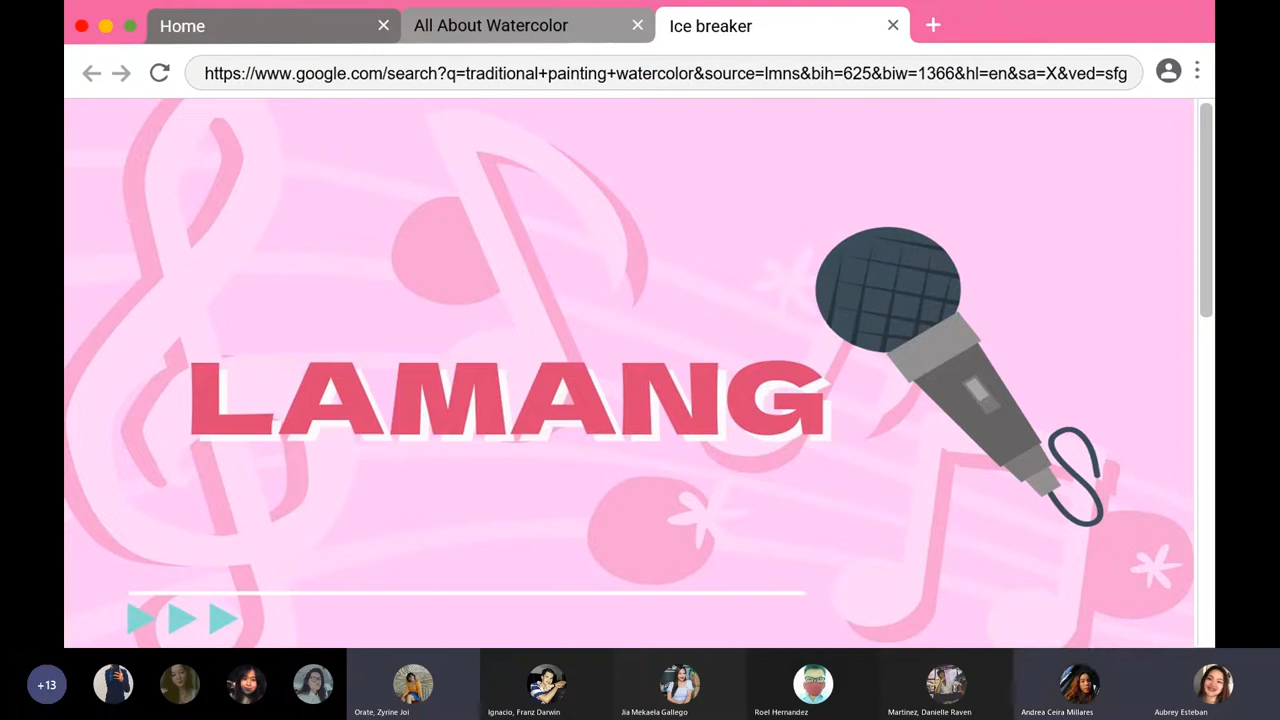 Home
All About Watercolor
Ice breaker
https://www.google.com/search?q=traditional+painting+watercolor&source=lmns&bih=625&biw=1366&hl=en&sa=X&ved=sfg
LAMANG
+13
Orate, Zyrine Joi
Ignacio, Franz Darwin
Jia Mekaela Gallego
Roel Hernandez
Martinez, Danielle Raven
Andrea Ceira Millares
Aubrey Esteban